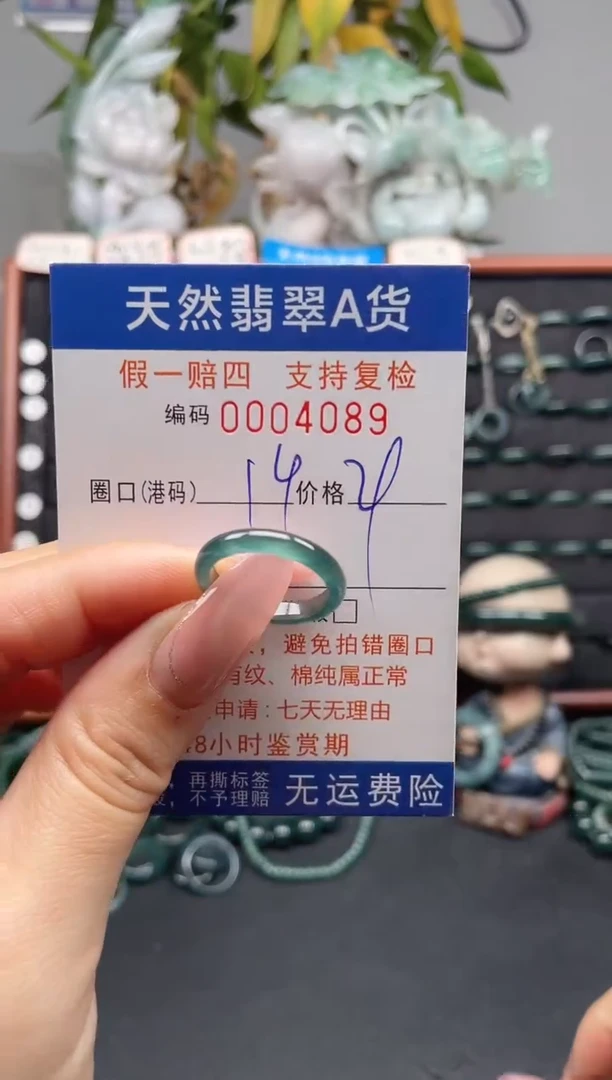 天然翡翠A货
假一赔四 支持复检
编码 0004089
圈口(港码) 14 价格
，避免拍错圈口
有纹、棉纯属正常
申请：七天无理由
48小时鉴赏期
，再撕标签
，不予理赔
无运费险